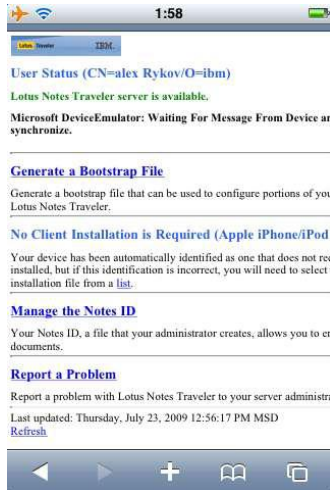 1:58
Lotus Traveler IBM.
User Status (CN=alex Rykov/O=ibm)
Lotus Notes Traveler server is available.
Microsoft DeviceEmulator: Waiting For Message From Device
synchronize.
Generate a Bootstrap File
Generate a bootstrap file that can be used to configure portions of
Lotus Notes Traveler.
No Client Installation is Required (Apple iPhone/iPod
Your device has been automatically identified as one that does not
installed, but if this identification is incorrect, you will need to select
installation file from a list.
Manage the Notes ID
Your Notes ID, a file that your administrator creates, allows you to
documents.
Report a Problem
Report a problem with Lotus Notes Traveler to your server
Last updated: Thursday, July 23, 2009 12:56:17 PM MSD
Refresh